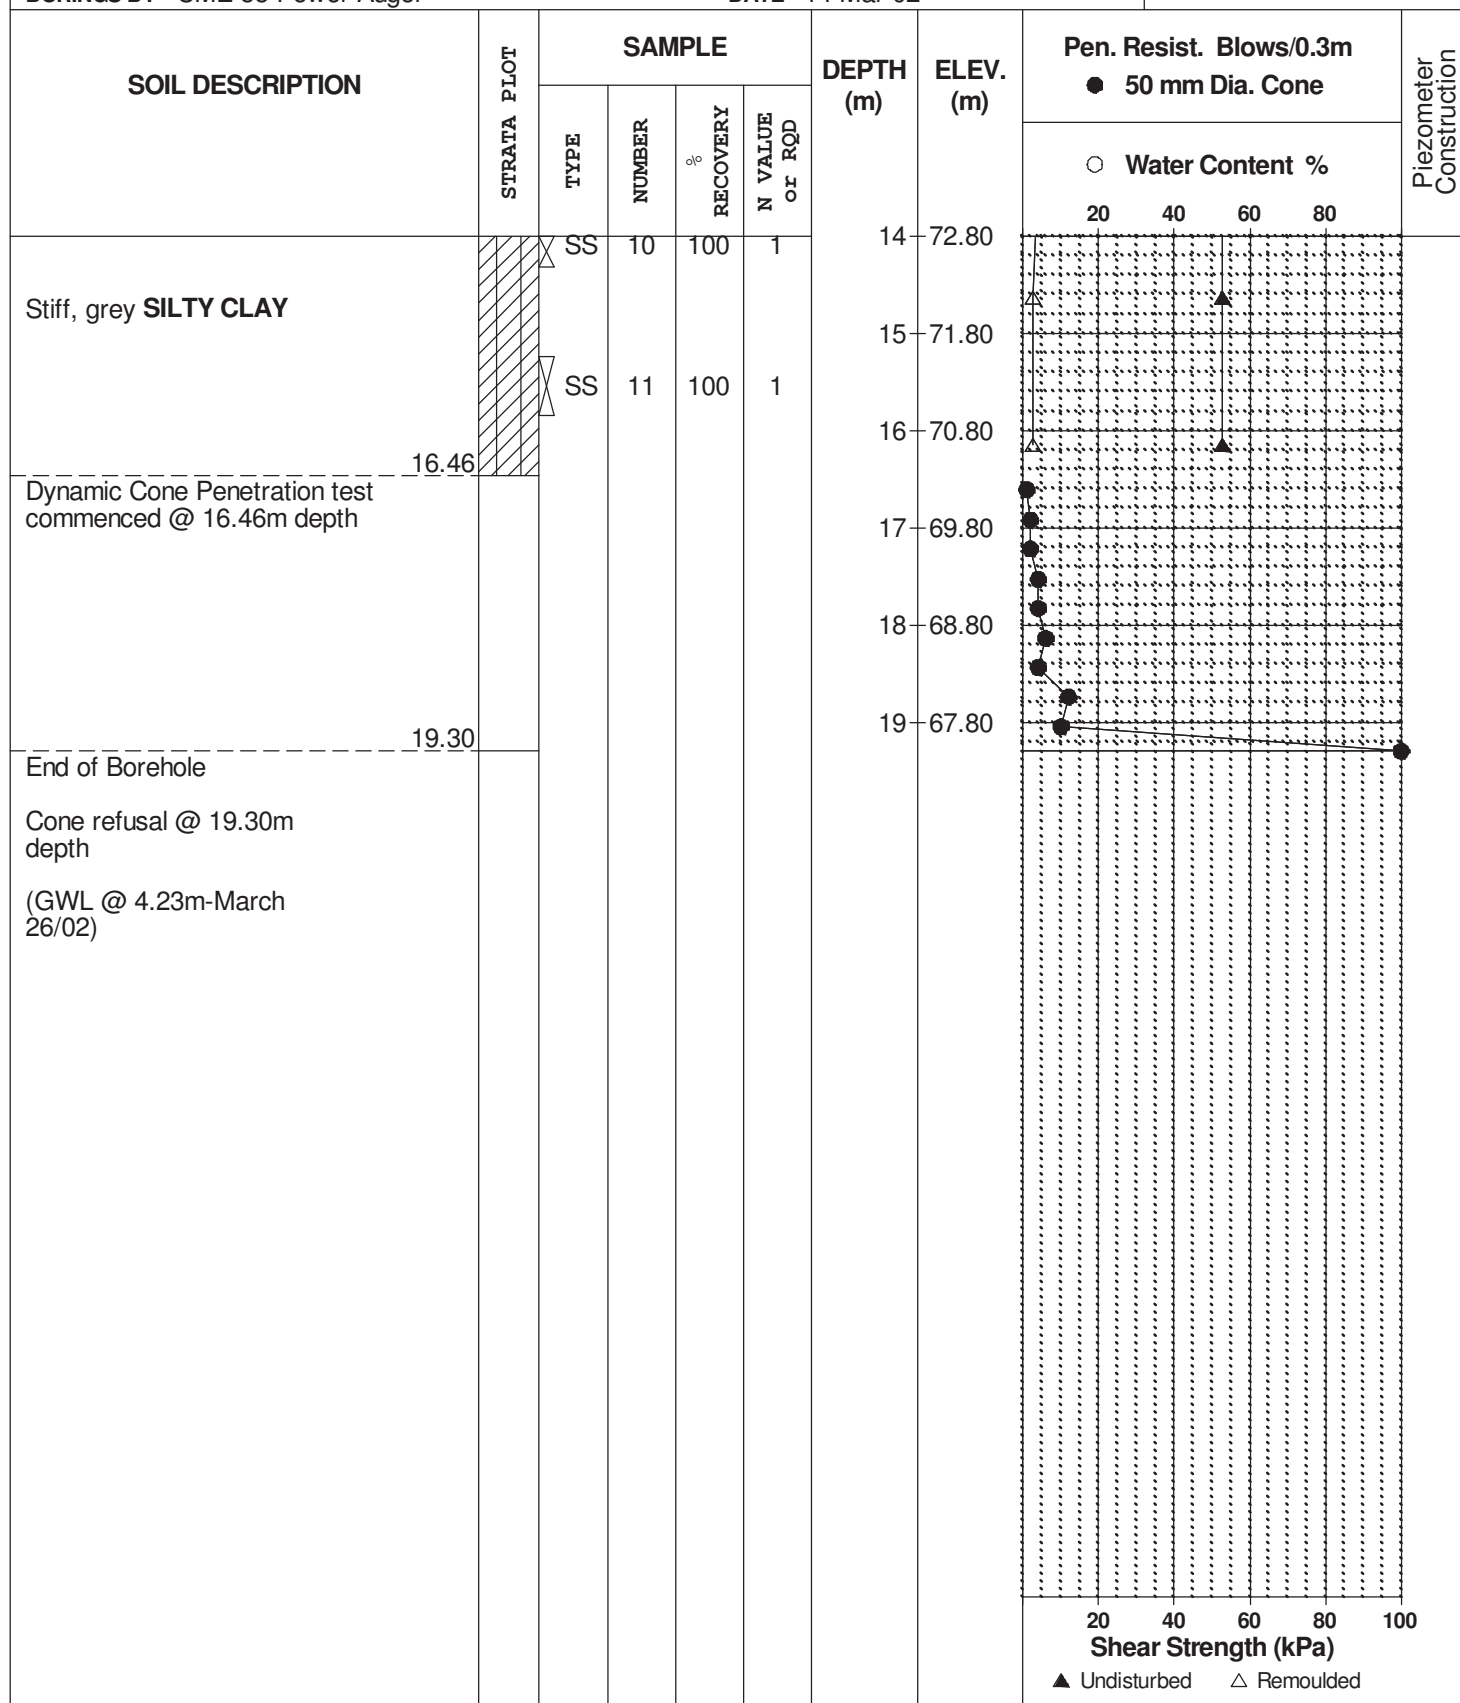 SOIL DESCRIPTION
STRATA PLOT
SAMPLE
TYPE
NUMBER
% RECOVERY
N VALUE or RQD
DEPTH (m)
ELEV. (m)
Pen. Resist. Blows/0.3m
● 50 mm Dia. Cone
○ Water Content %
20 40 60 80
Piezometer Construction
SS 10 100 1
14 72.80
Stiff, grey SILTY CLAY
15 71.80
SS 11 100 1
16 70.80
16.46
Dynamic Cone Penetration test
commenced @ 16.46m depth
17 69.80
18 68.80
19 67.80
19.30
End of Borehole
Cone refusal @ 19.30m
depth
(GWL @ 4.23m-March
26/02)
20 40 60 80 100
Shear Strength (kPa)
▲ Undisturbed △ Remoulded